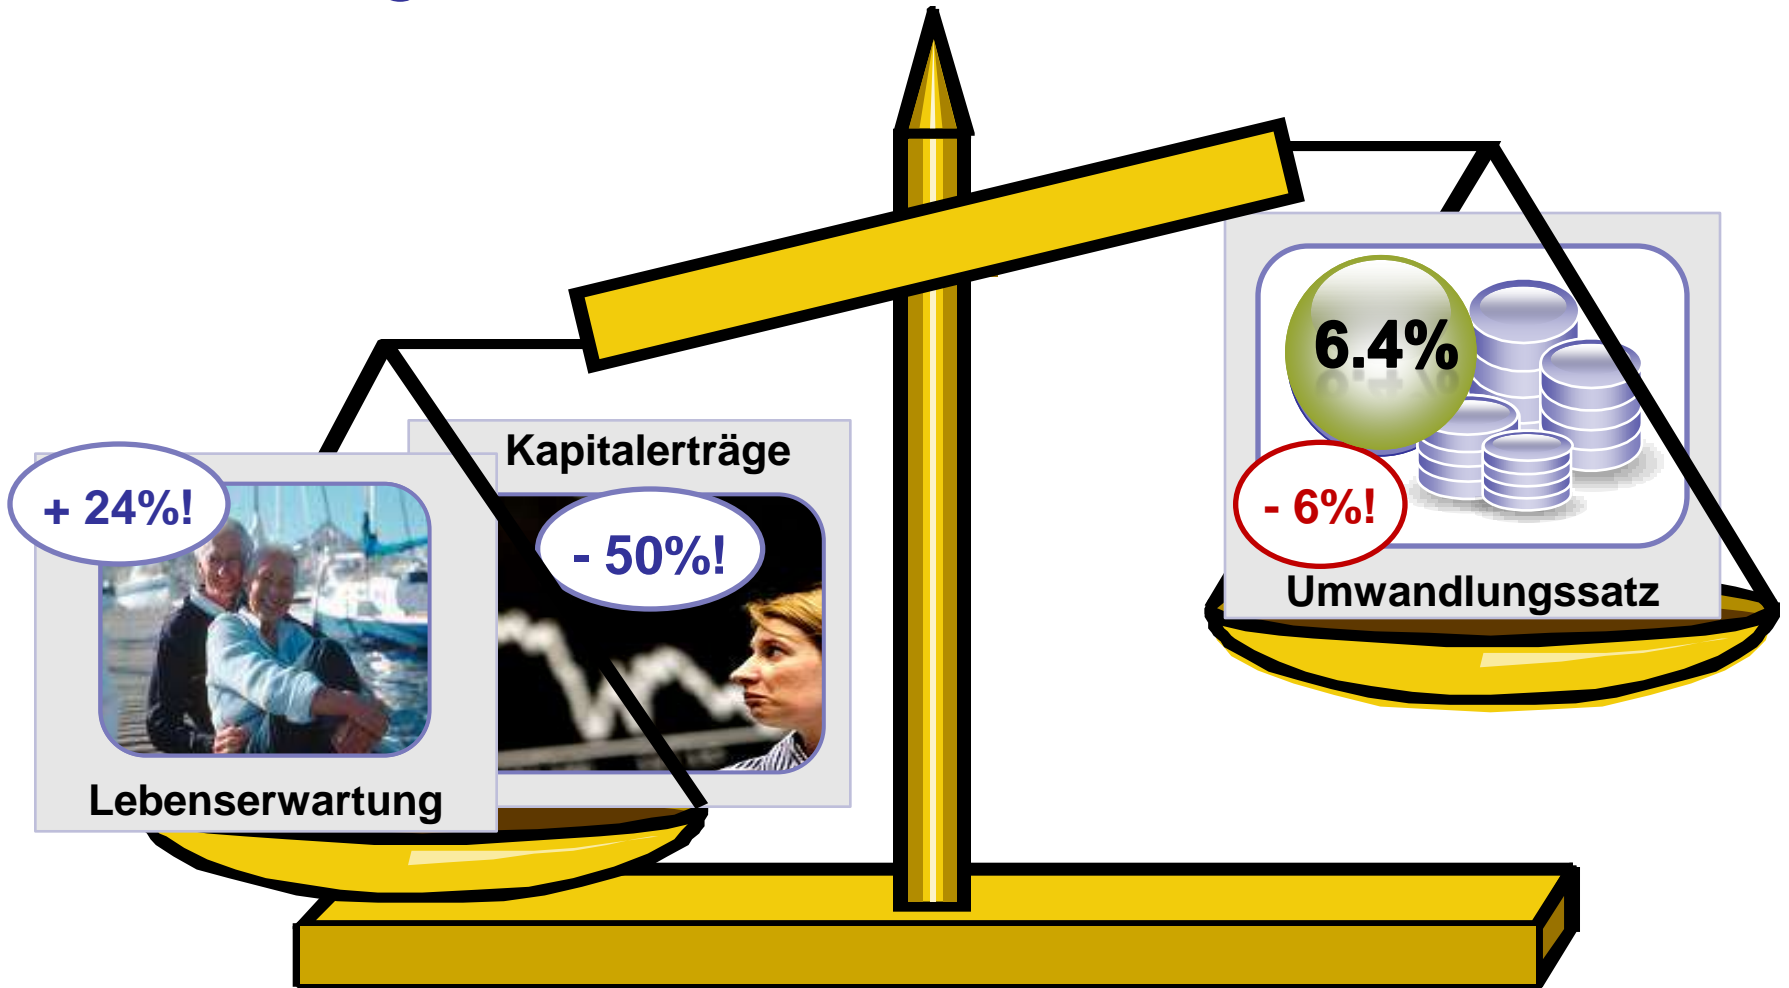 6.4%
Kapitalerträge
+ 24%!
- 50%!
- 6%!
Umwandlungssatz
Lebenserwartung